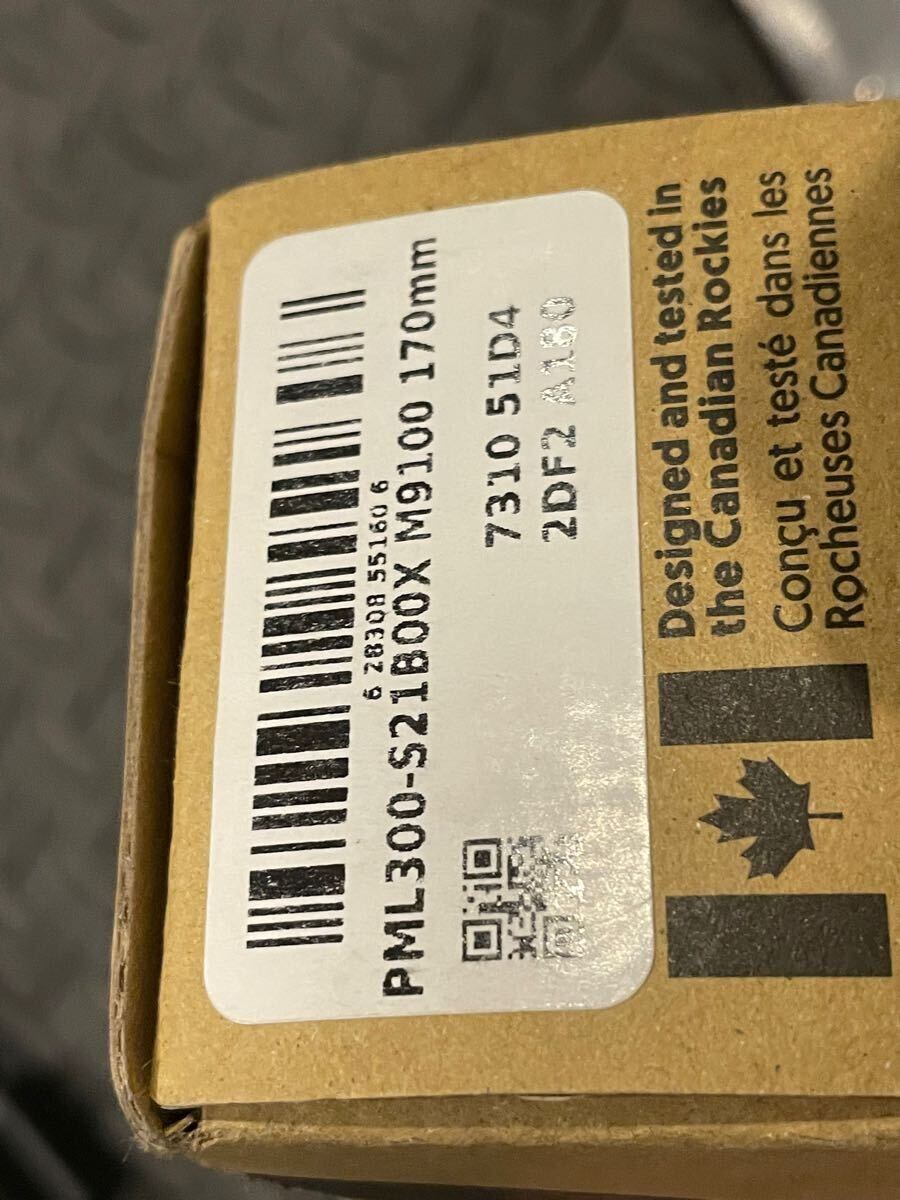 6 28308 55160 6
PML300-S21B00X M9100 170mm
7310 51D4
2DF2 A1B0
Designed and tested in
the Canadian Rockies
Conçu et testé dans les
Rocheuses Canadiennes